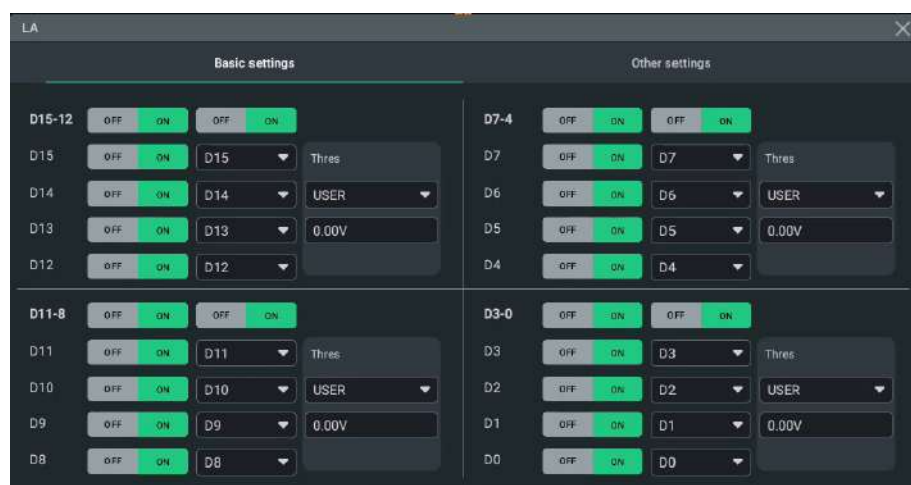 LA
Basic settings Other settings
D15-12 OFF ON OFF ON
D15 OFF ON D15 Thres
D14 OFF ON D14 USER
D13 OFF ON D13 0.00V
D12 OFF ON D12
D7-4 OFF ON OFF ON
D7 OFF ON D7 Thres
D6 OFF ON D6 USER
D5 OFF ON D5 0.00V
D4 OFF ON D4
D11-8 OFF ON OFF ON
D11 OFF ON D11 Thres
D10 OFF ON D10 USER
D9 OFF ON D9 0.00V
D8 OFF ON D8
D3-0 OFF ON OFF ON
D3 OFF ON D3 Thres
D2 OFF ON D2 USER
D1 OFF ON D1 0.00V
D0 OFF ON D0